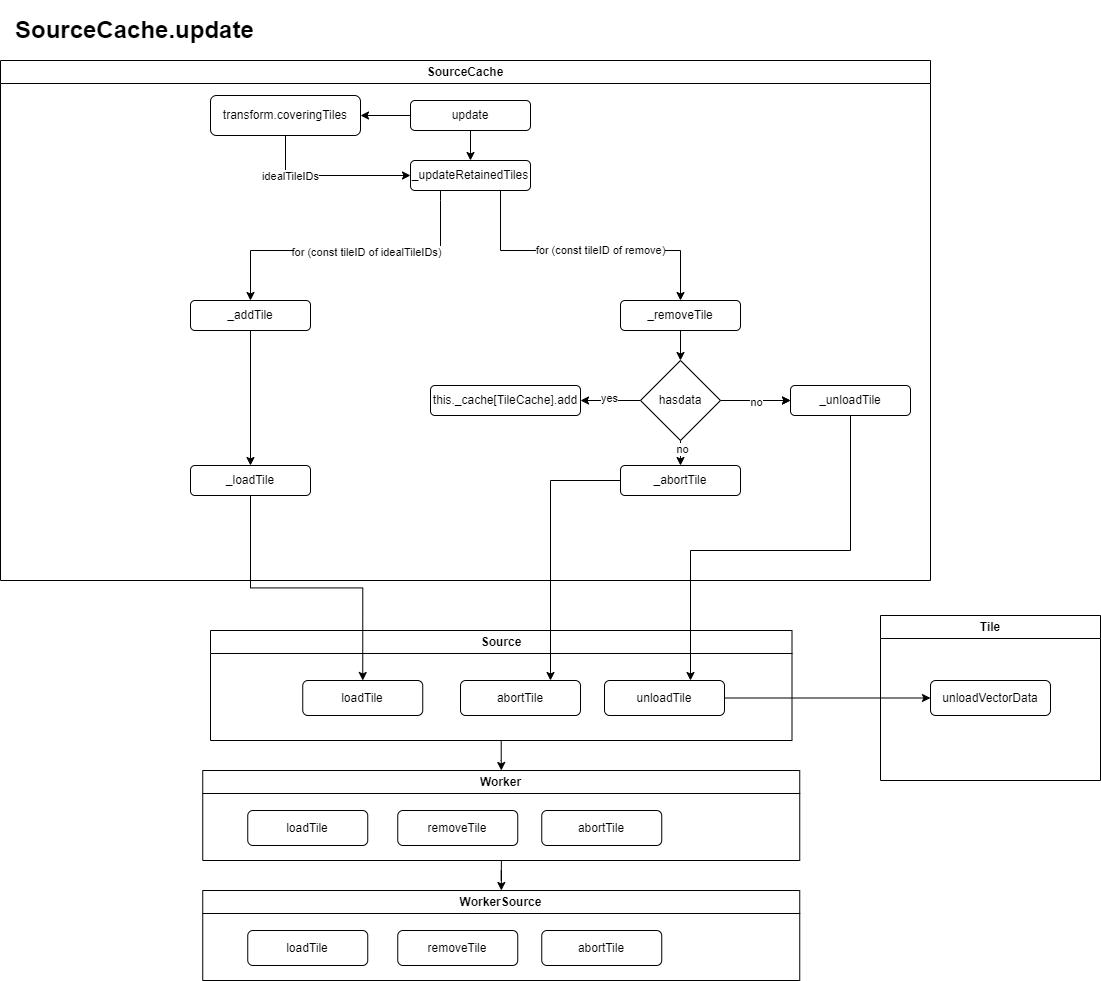 SourceCache.update
SourceCache
transform.coveringTiles
update
idealTileIDs
_updateRetainedTiles
for (const tileID of idealTileIDs)
for (const tileID of remove)
_addTile
_removeTile
this._cache[TileCache].add
yes
hasdata
no
_unloadTile
no
_loadTile
_abortTile
Source
loadTile
abortTile
unloadTile
Tile
unloadVectorData
Worker
loadTile
removeTile
abortTile
WorkerSource
loadTile
removeTile
abortTile